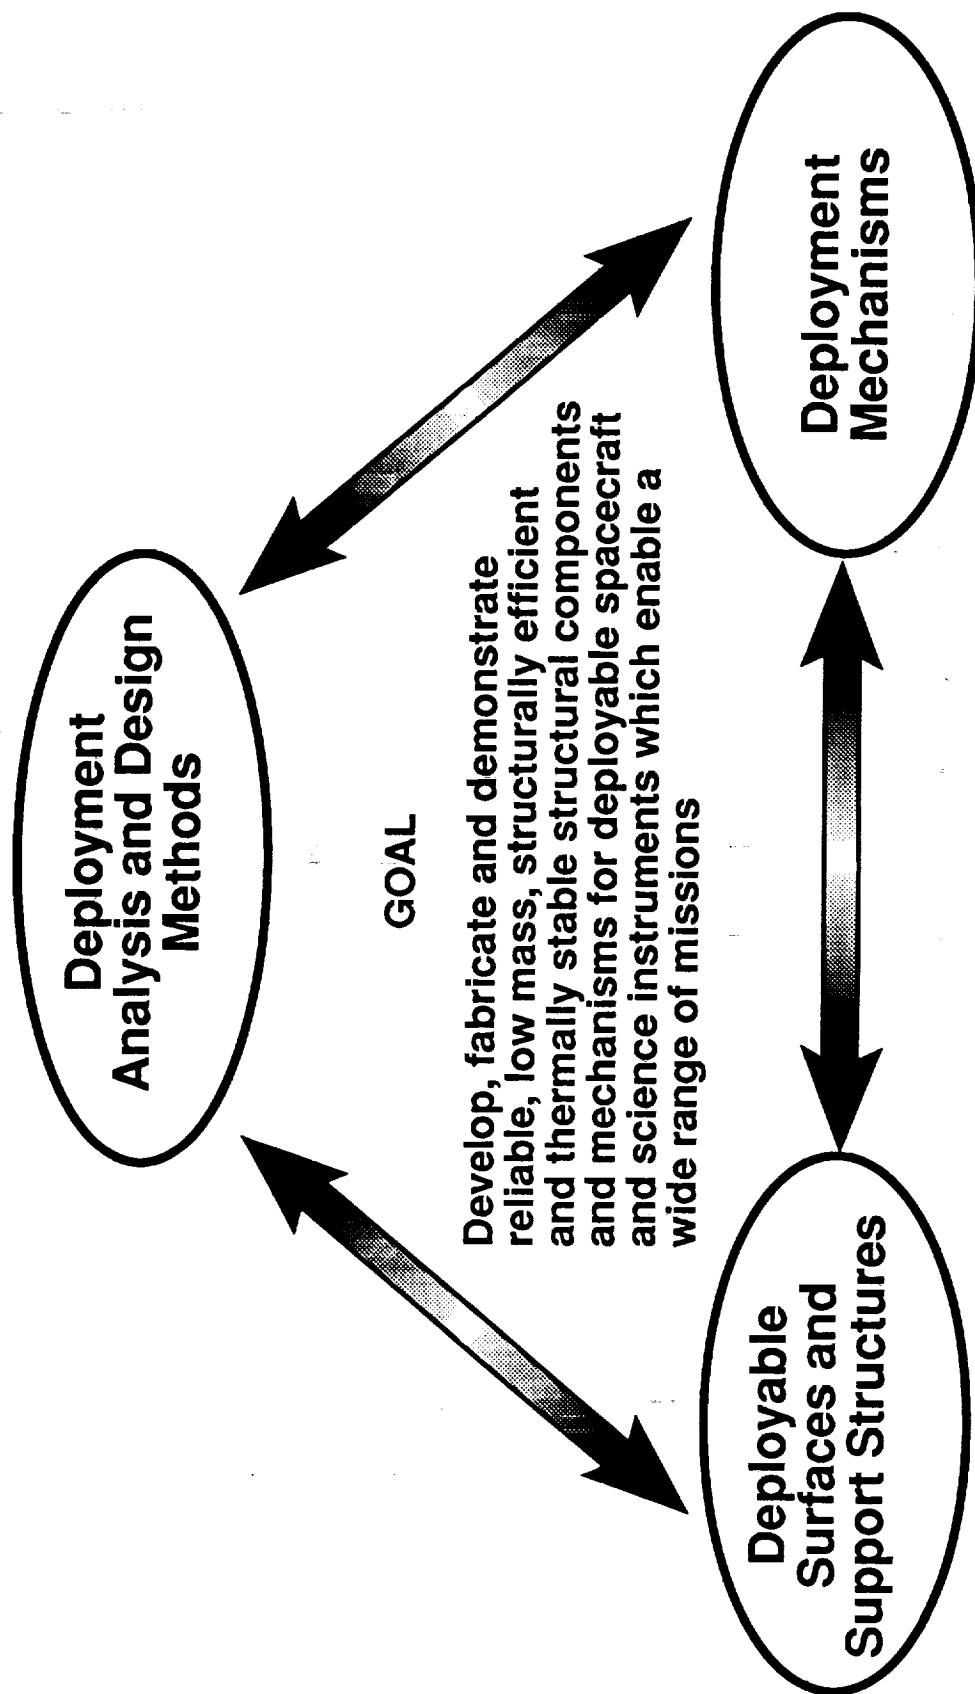 Deployment
Analysis and Design
Methods
GOAL
Develop, fabricate and demonstrate
reliable, low mass, structurally efficient
and thermally stable structural components
and mechanisms for deployable spacecraft
and science instruments which enable a
wide range of missions
Deployable
Surfaces and
Support Structures
Deployment
Mechanisms